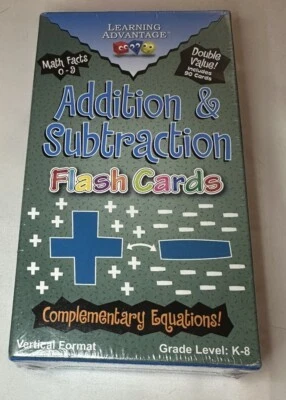 LEARNING ADVANTAGE™
Math Facts
0-9
Double
Value!
includes
90 Cards
Addition &
Subtraction
Flash Cards
Complementary Equations!
Vertical Format
Grade Level: K-8